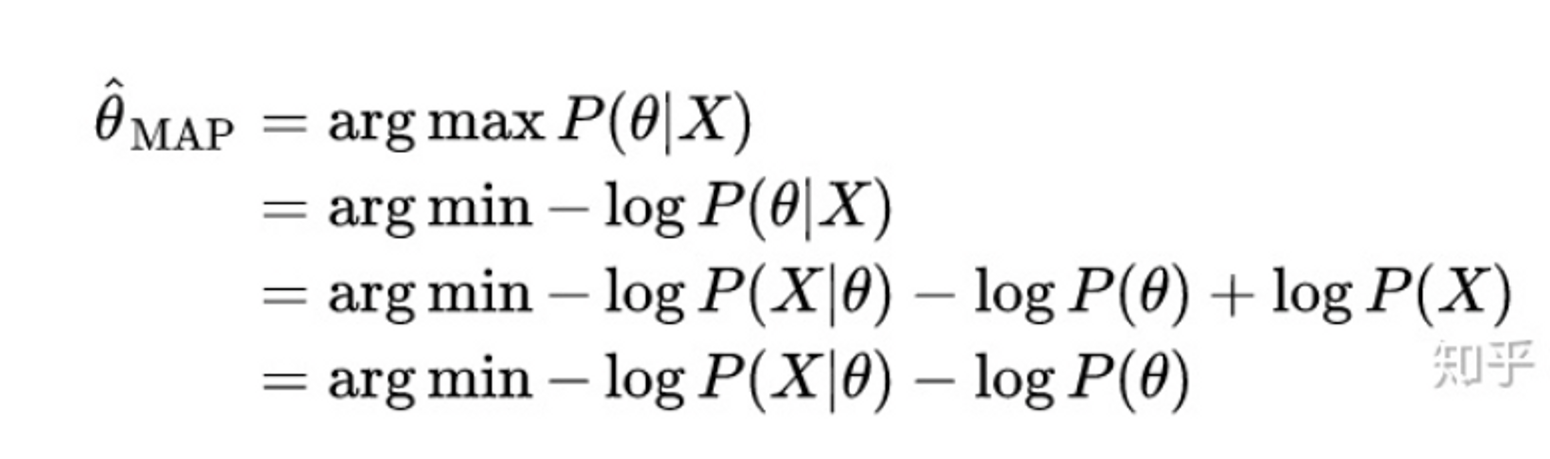 θ̂_MAP = arg max P(θ|X)
= arg min − log P(θ|X)
= arg min − log P(X|θ) − log P(θ) + log P(X)
知乎
= arg min − log P(X|θ) − log P(θ)